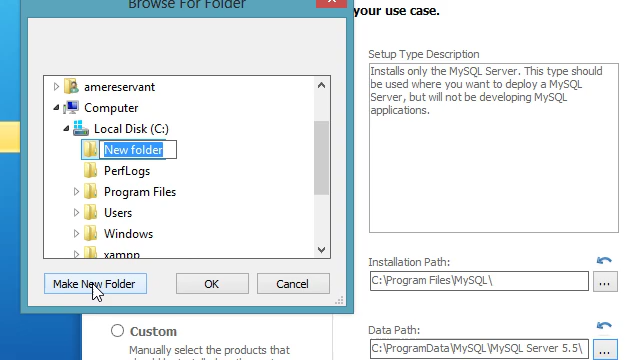 Browse For Folder
your use case.
amereservant
Computer
Local Disk (C:)
New folder
PerfLogs
Program Files
Users
Windows
xampp
Make New Folder
OK
Cancel
Setup Type Description
Installs only the MySQL Server. This type should
be used where you want to deploy a MySQL
Server, but will not be developing MySQL
applications.
Installation Path:
C:\Program Files\MySQL\
...
Data Path:
C:\ProgramData\MySQL\MySQL Server 5.5\
...
Custom
Manually select the products that